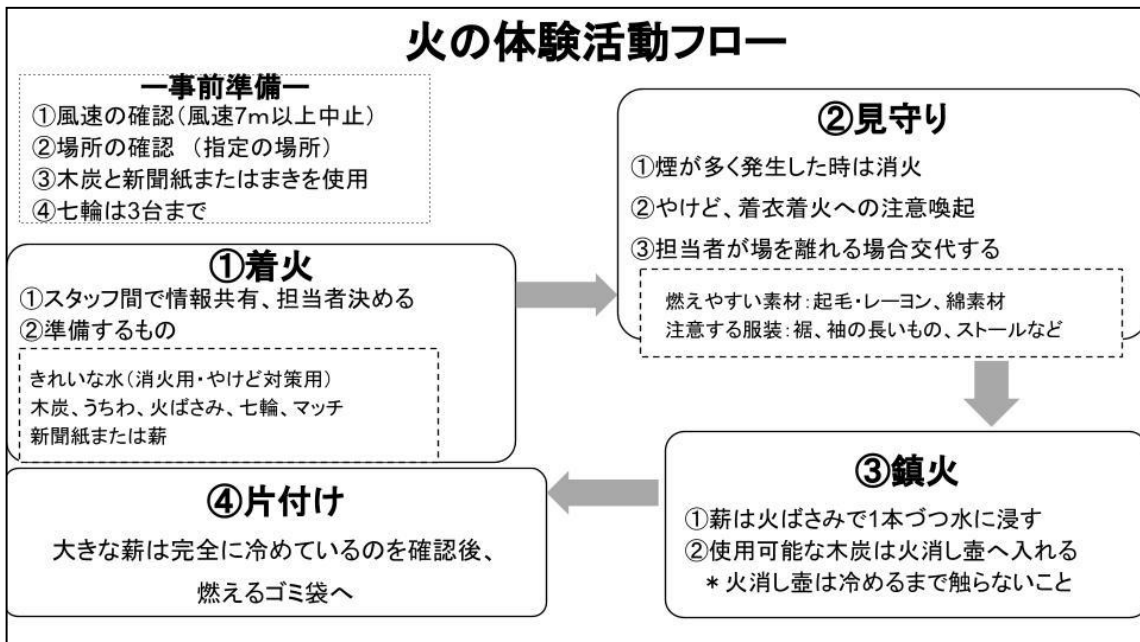 火の体験活動フロー
ー事前準備ー
①風速の確認(風速7m以上中止)
②場所の確認 (指定の場所)
③木炭と新聞紙またはまきを使用
④七輪は3台まで
①着火
①スタッフ間で情報共有、担当者決める
②準備するもの
きれいな水(消火用・やけど対策用)
木炭、うちわ、火ばさみ、七輪、マッチ
新聞紙または薪
②見守り
①煙が多く発生した時は消火
②やけど、着衣着火への注意喚起
③担当者が場を離れる場合交代する
燃えやすい素材:起毛・レーヨン、綿素材
注意する服装:裾、袖の長いもの、ストールなど
③鎮火
①薪は火ばさみで1本づつ水に浸す
②使用可能な木炭は火消し壺へ入れる
*火消し壺は冷めるまで触らないこと
④片付け
大きな薪は完全に冷めているのを確認後、
燃えるゴミ袋へ